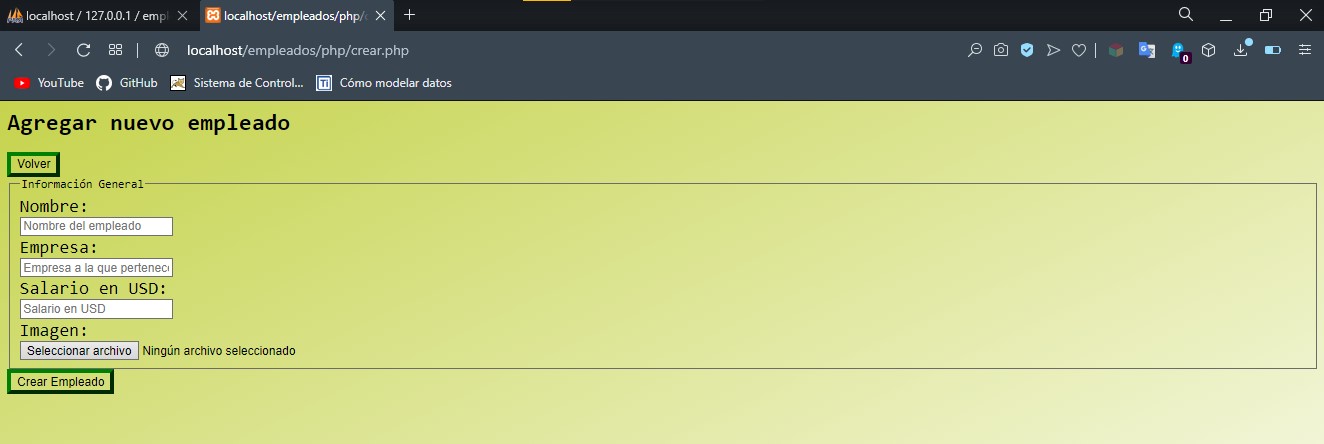 localhost / 127.0.0.1 / empl
localhost/empleados/php/c
localhost/empleados/php/crear.php
0
YouTube
GitHub
Sistema de Control...
Cómo modelar datos
Agregar nuevo empleado
Volver
Información General
Nombre:
Nombre del empleado
Empresa:
Empresa a la que pertenece
Salario en USD:
Salario en USD
Imagen:
Seleccionar archivo Ningún archivo seleccionado
Crear Empleado